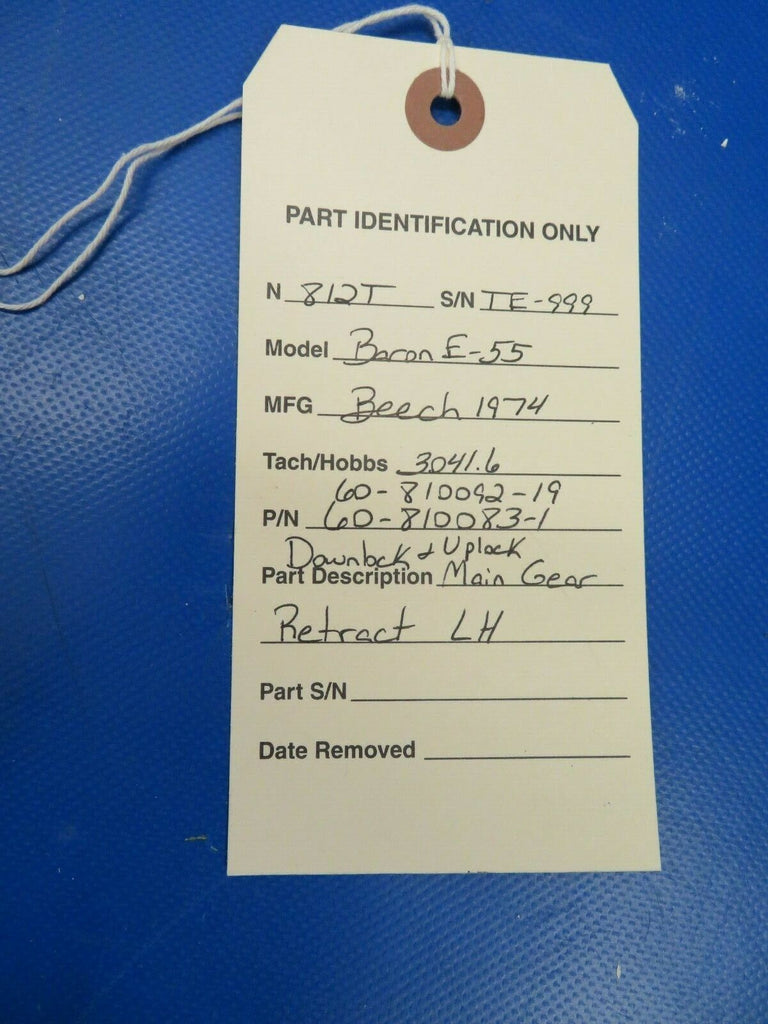 PART IDENTIFICATION ONLY
N 812T S/N TE-999
Model Baron E-55
MFG Beech 1974
Tach/Hobbs 3041.6
60-810092-19
P/N 60-810083-1
Downlock & Uplock
Part Description Main Gear
Retract LH
Part S/N
Date Removed